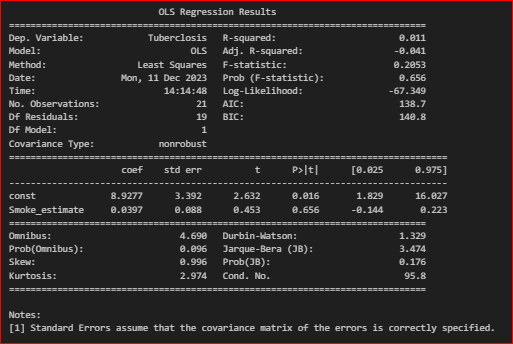 OLS Regression Results
==============================================================================
Dep. Variable: Tuberclosis R-squared: 0.011
Model: OLS Adj. R-squared: -0.041
Method: Least Squares F-statistic: 0.2053
Date: Mon, 11 Dec 2023 Prob (F-statistic): 0.656
Time: 14:14:48 Log-Likelihood: -67.349
No. Observations: 21 AIC: 138.7
Df Residuals: 19 BIC: 140.8
Df Model: 1
Covariance Type: nonrobust
==================================================================================
coef std err t P>|t| [0.025 0.975]
----------------------------------------------------------------------------------
const 8.9277 3.392 2.632 0.016 1.829 16.027
Smoke_estimate 0.0397 0.088 0.453 0.656 -0.144 0.223
==============================================================================
Omnibus: 4.690 Durbin-Watson: 1.329
Prob(Omnibus): 0.096 Jarque-Bera (JB): 3.474
Skew: 0.996 Prob(JB): 0.176
Kurtosis: 2.974 Cond. No. 95.8
==============================================================================
Notes:
[1] Standard Errors assume that the covariance matrix of the errors is correctly specified.